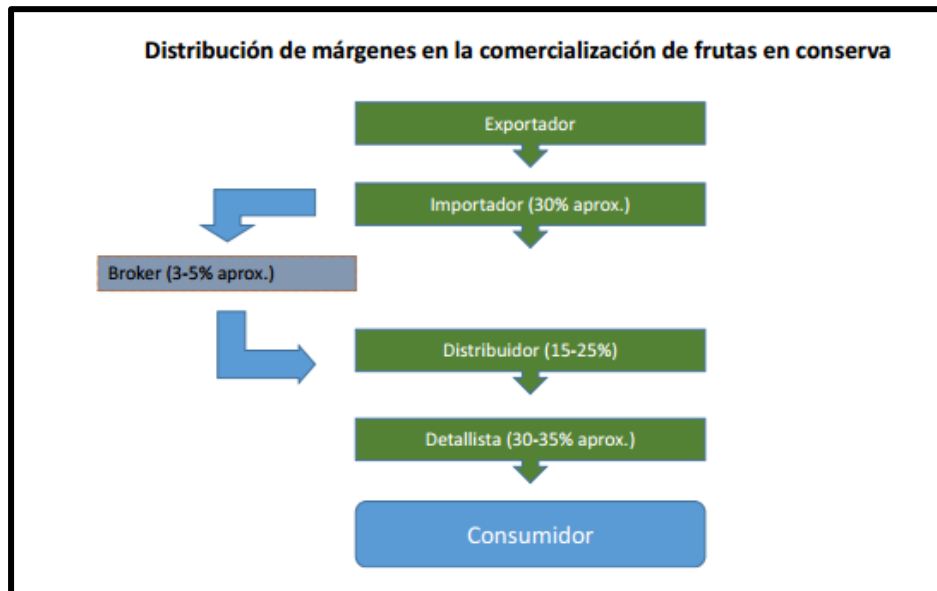 Distribución de márgenes en la comercialización de frutas en conserva
Exportador
Importador (30% aprox.)
Broker (3-5% aprox.)
Distribuidor (15-25%)
Detallista (30-35% aprox.)
Consumidor